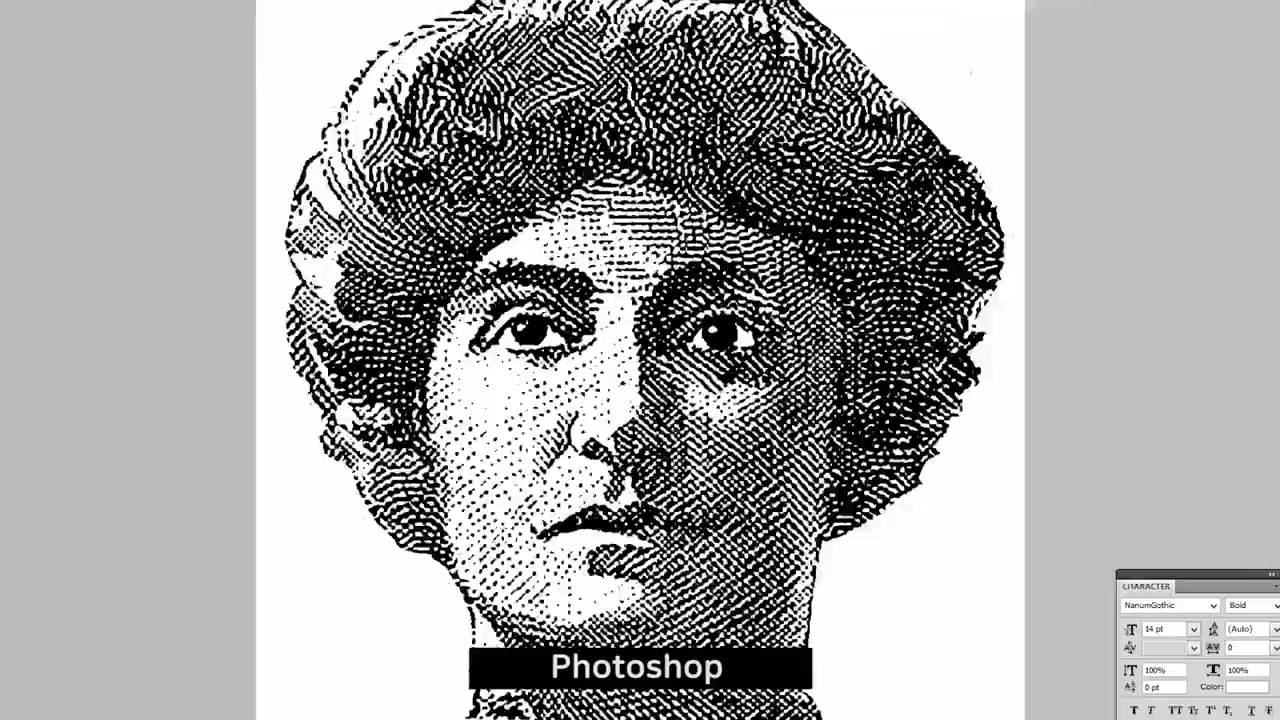 Photoshop
CHARACTER
NanumGothic Bold
14 pt (Auto)
0
100% 100%
0 pt Color: